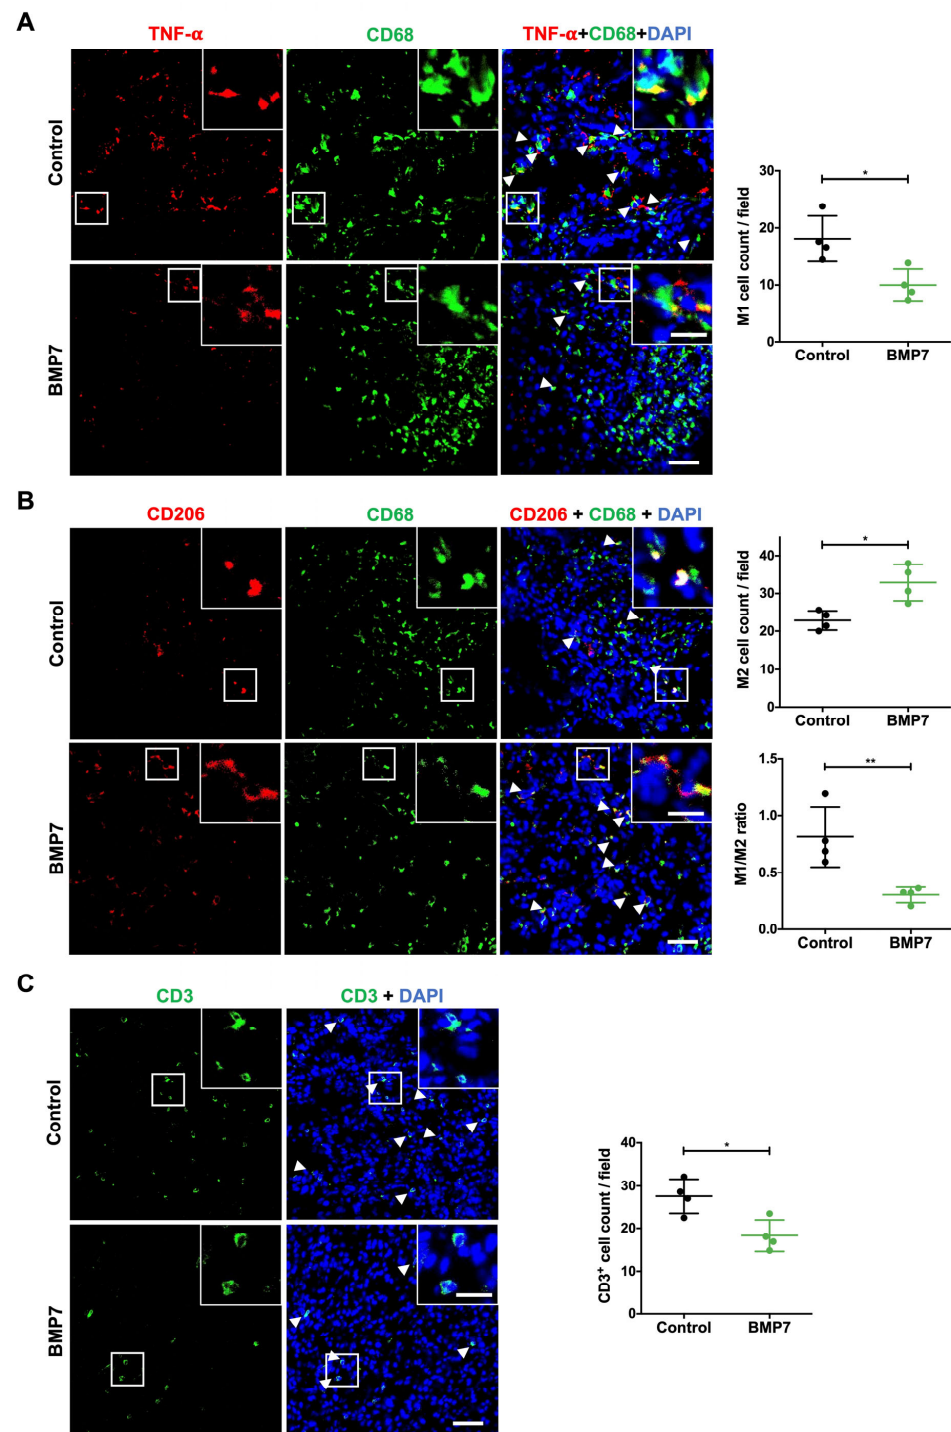 A
TNF-α
CD68
TNF-α+CD68+DAPI
Control
BMP7
M1 cell count / field
30
20
10
0
*
Control
BMP7
B
CD206
CD68
CD206 + CD68 + DAPI
Control
BMP7
M2 cell count / field
40
30
20
10
0
*
Control
BMP7
M1/M2 ratio
1.5
1.0
0.5
0.0
**
Control
BMP7
C
CD3
CD3 + DAPI
Control
BMP7
CD3⁺ cell count / field
40
30
20
10
0
*
Control
BMP7